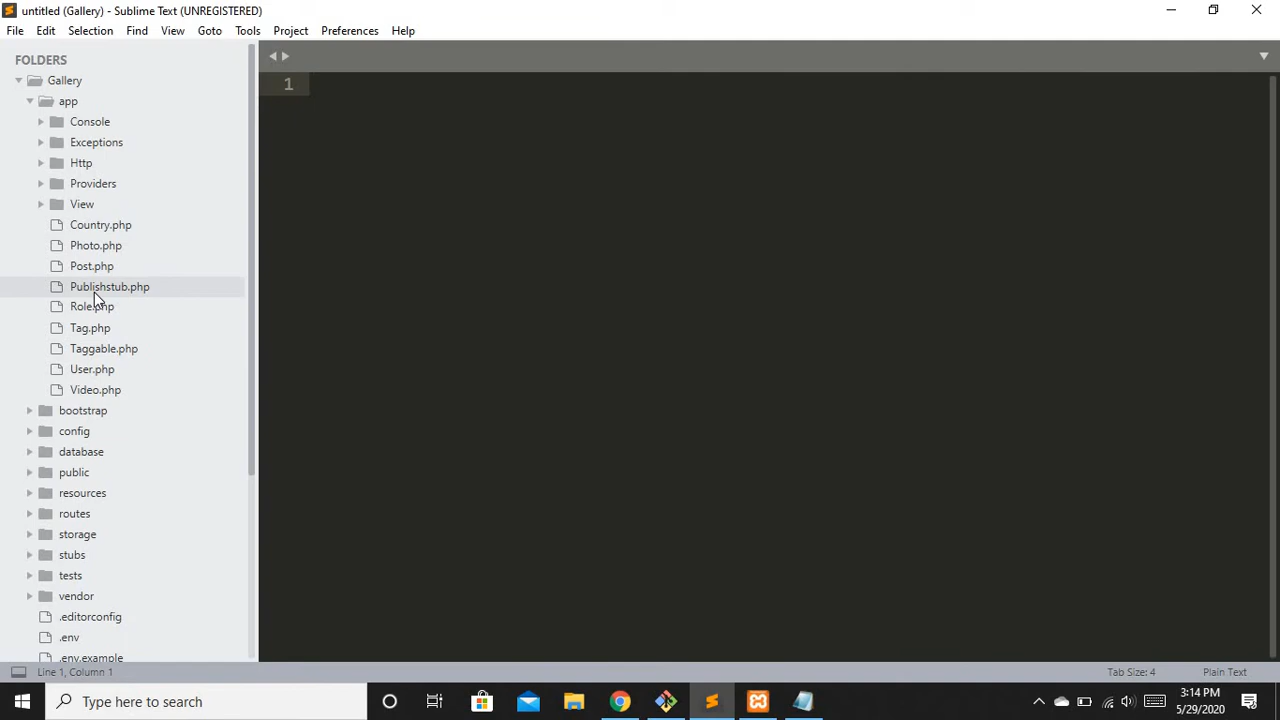 untitled (Gallery) - Sublime Text (UNREGISTERED)
File Edit Selection Find View Goto Tools Project Preferences Help
FOLDERS
Gallery
app
Console
Exceptions
Http
Providers
View
Country.php
Photo.php
Post.php
Publishstub.php
Role.php
Tag.php
Taggable.php
User.php
Video.php
bootstrap
config
database
public
resources
routes
storage
stubs
tests
vendor
.editorconfig
.env
.env.example
1
Line 1, Column 1
Tab Size: 4
Plain Text
Type here to search
3:14 PM
5/29/2020